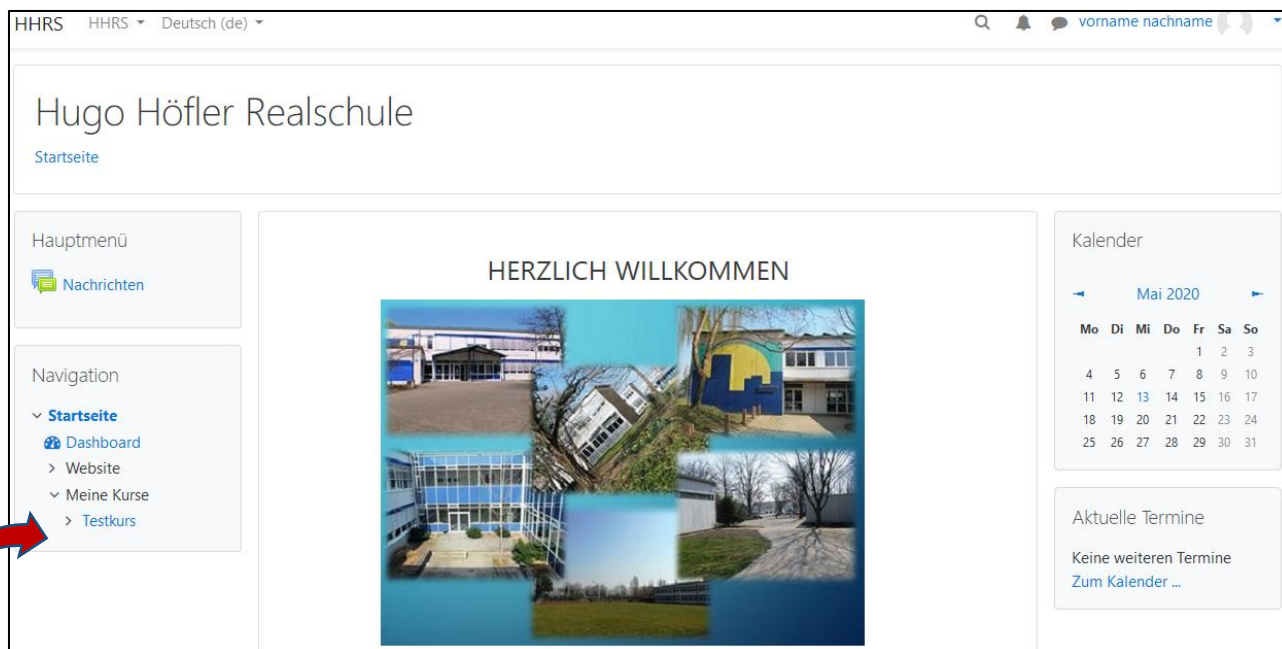 HHRS HHRS Deutsch (de) vorname nachname
Hugo Höfler Realschule
Startseite
Hauptmenü
Nachrichten
Navigation
Startseite
Dashboard
Website
Meine Kurse
Testkurs
HERZLICH WILLKOMMEN
Kalender
Mai 2020
Mo Di Mi Do Fr Sa So
1 2 3
4 5 6 7 8 9 10
11 12 13 14 15 16 17
18 19 20 21 22 23 24
25 26 27 28 29 30 31
Aktuelle Termine
Keine weiteren Termine
Zum Kalender ...